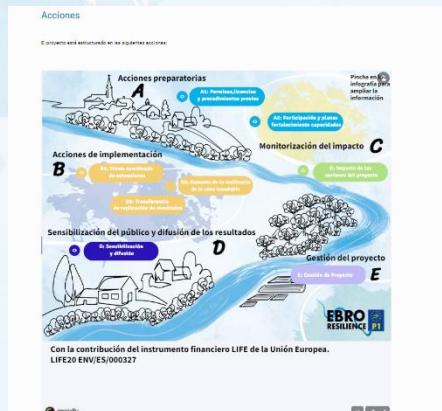 Acciones
El proyecto está estructurado en las siguientes acciones:
Acciones preparatorias
A
A1: Permisos, licencias
y procedimientos previos
Pincha en la
infografía para
ampliar la
información
A2: Participación y planes
fortalecimiento capacidades
Monitorización del impacto
C
Acciones de implementación
B
B1: Tramo
de actuaciones
B2: Aumento de la resiliencia
de la zona inundable
B3: Transferencia
de replicación de resultados
C: Impacto de las
acciones del proyecto
Sensibilización del público y difusión de los resultados
D
D: Sensibilización
y difusión
Gestión del proyecto
E
E: Gestión de Proyecto
EBRO
RESILIENCE P1
Con la contribución del instrumento financiero LIFE de la Unión Europea.
LIFE20 ENV/ES/000327